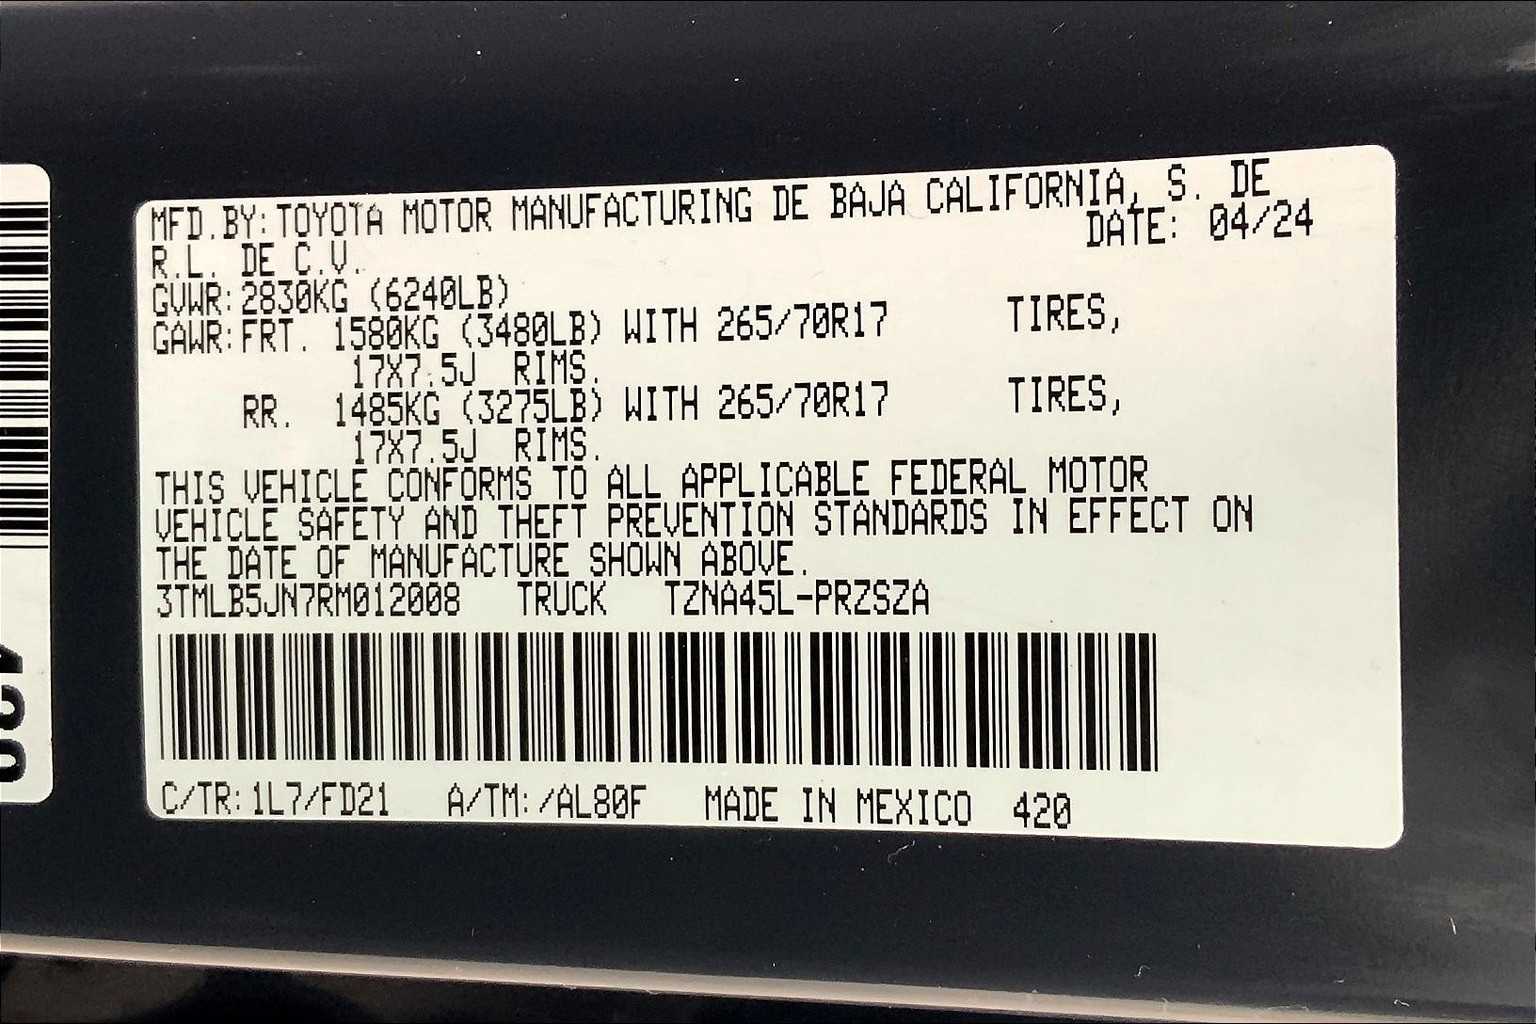 MFD.BY:TOYOTA MOTOR MANUFACTURING DE BAJA CALIFORNIA, S. DE
R.L. DE C.V. DATE: 04/24
GVWR:2830KG (6240LB)
GAWR:FRT. 1580KG (3480LB) WITH 265/70R17 TIRES,
17X7.5J RIMS.
RR. 1485KG (3275LB) WITH 265/70R17 TIRES,
17X7.5J RIMS.
THIS VEHICLE CONFORMS TO ALL APPLICABLE FEDERAL MOTOR
VEHICLE SAFETY AND THEFT PREVENTION STANDARDS IN EFFECT ON
THE DATE OF MANUFACTURE SHOWN ABOVE.
3TMLB5JN7RM012008 TRUCK TZNA45L-PRZSZA
C/TR:1L7/FD21 A/TM:/AL80F MADE IN MEXICO 420